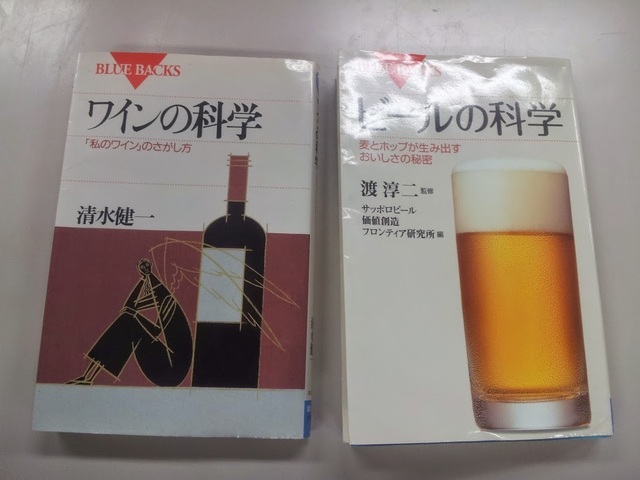 BLUE BACKS
ワインの科学
「私のワイン」のさがし方
清水健一
BLUE BACKS
ビールの科学
麦とホップが生み出す
おいしさの秘密
渡 淳二 監修
サッポロビール
価値創造
フロンティア研究所 編